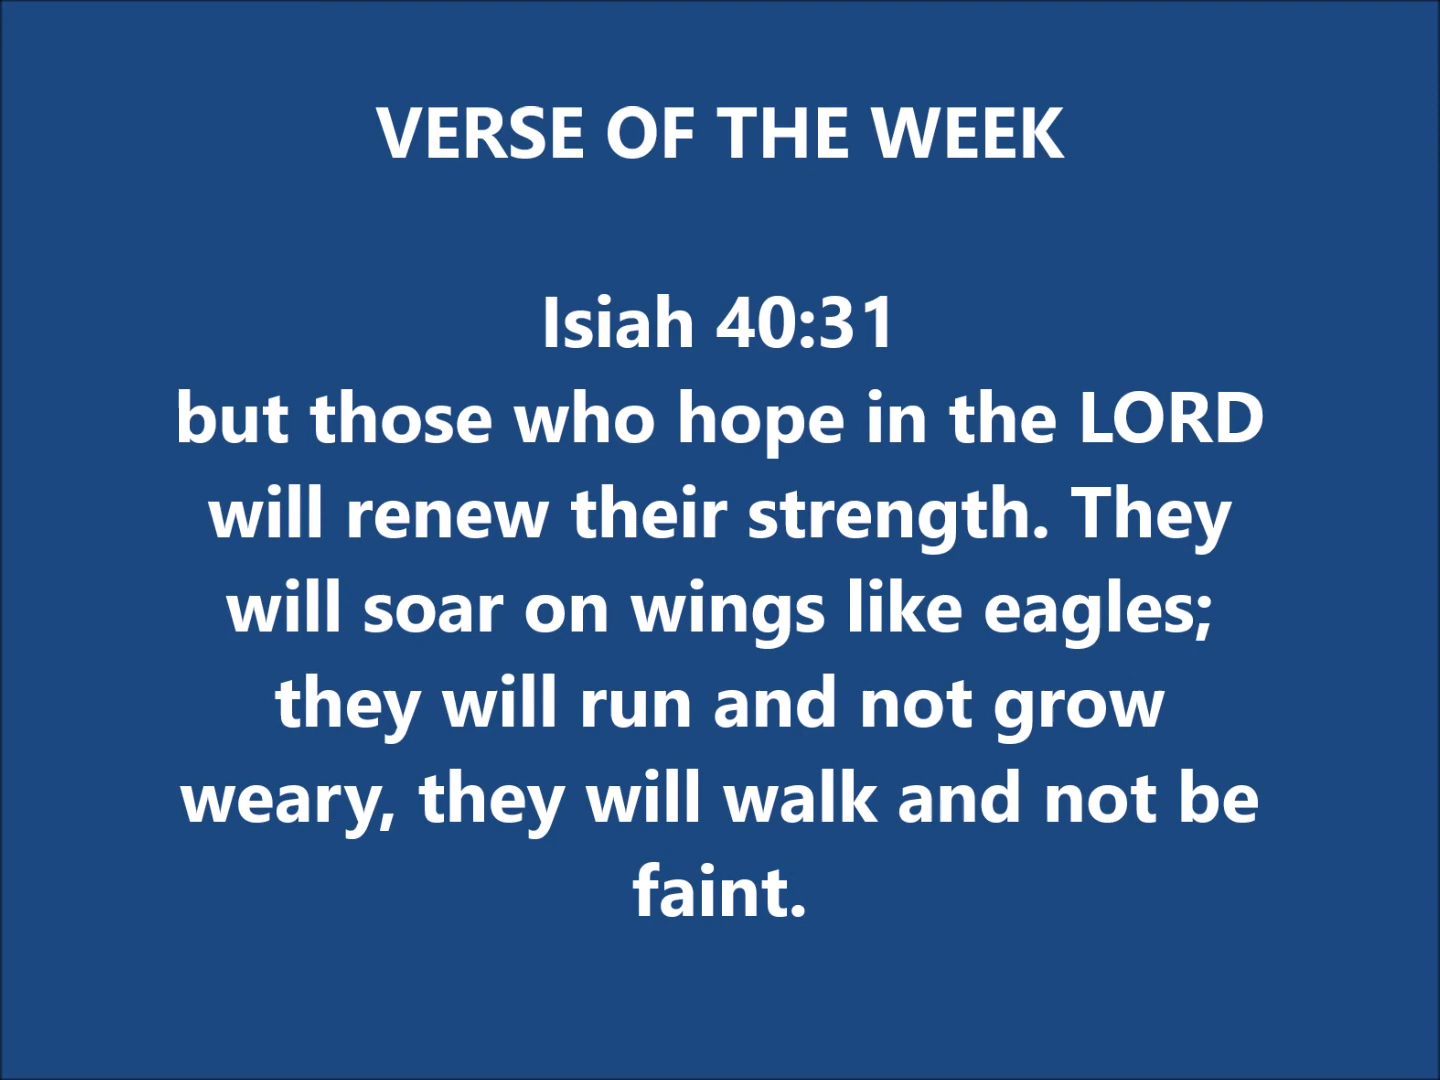 VERSE OF THE WEEK
Isiah 40:31
but those who hope in the LORD
will renew their strength. They
will soar on wings like eagles;
they will run and not grow
weary, they will walk and not be
faint.